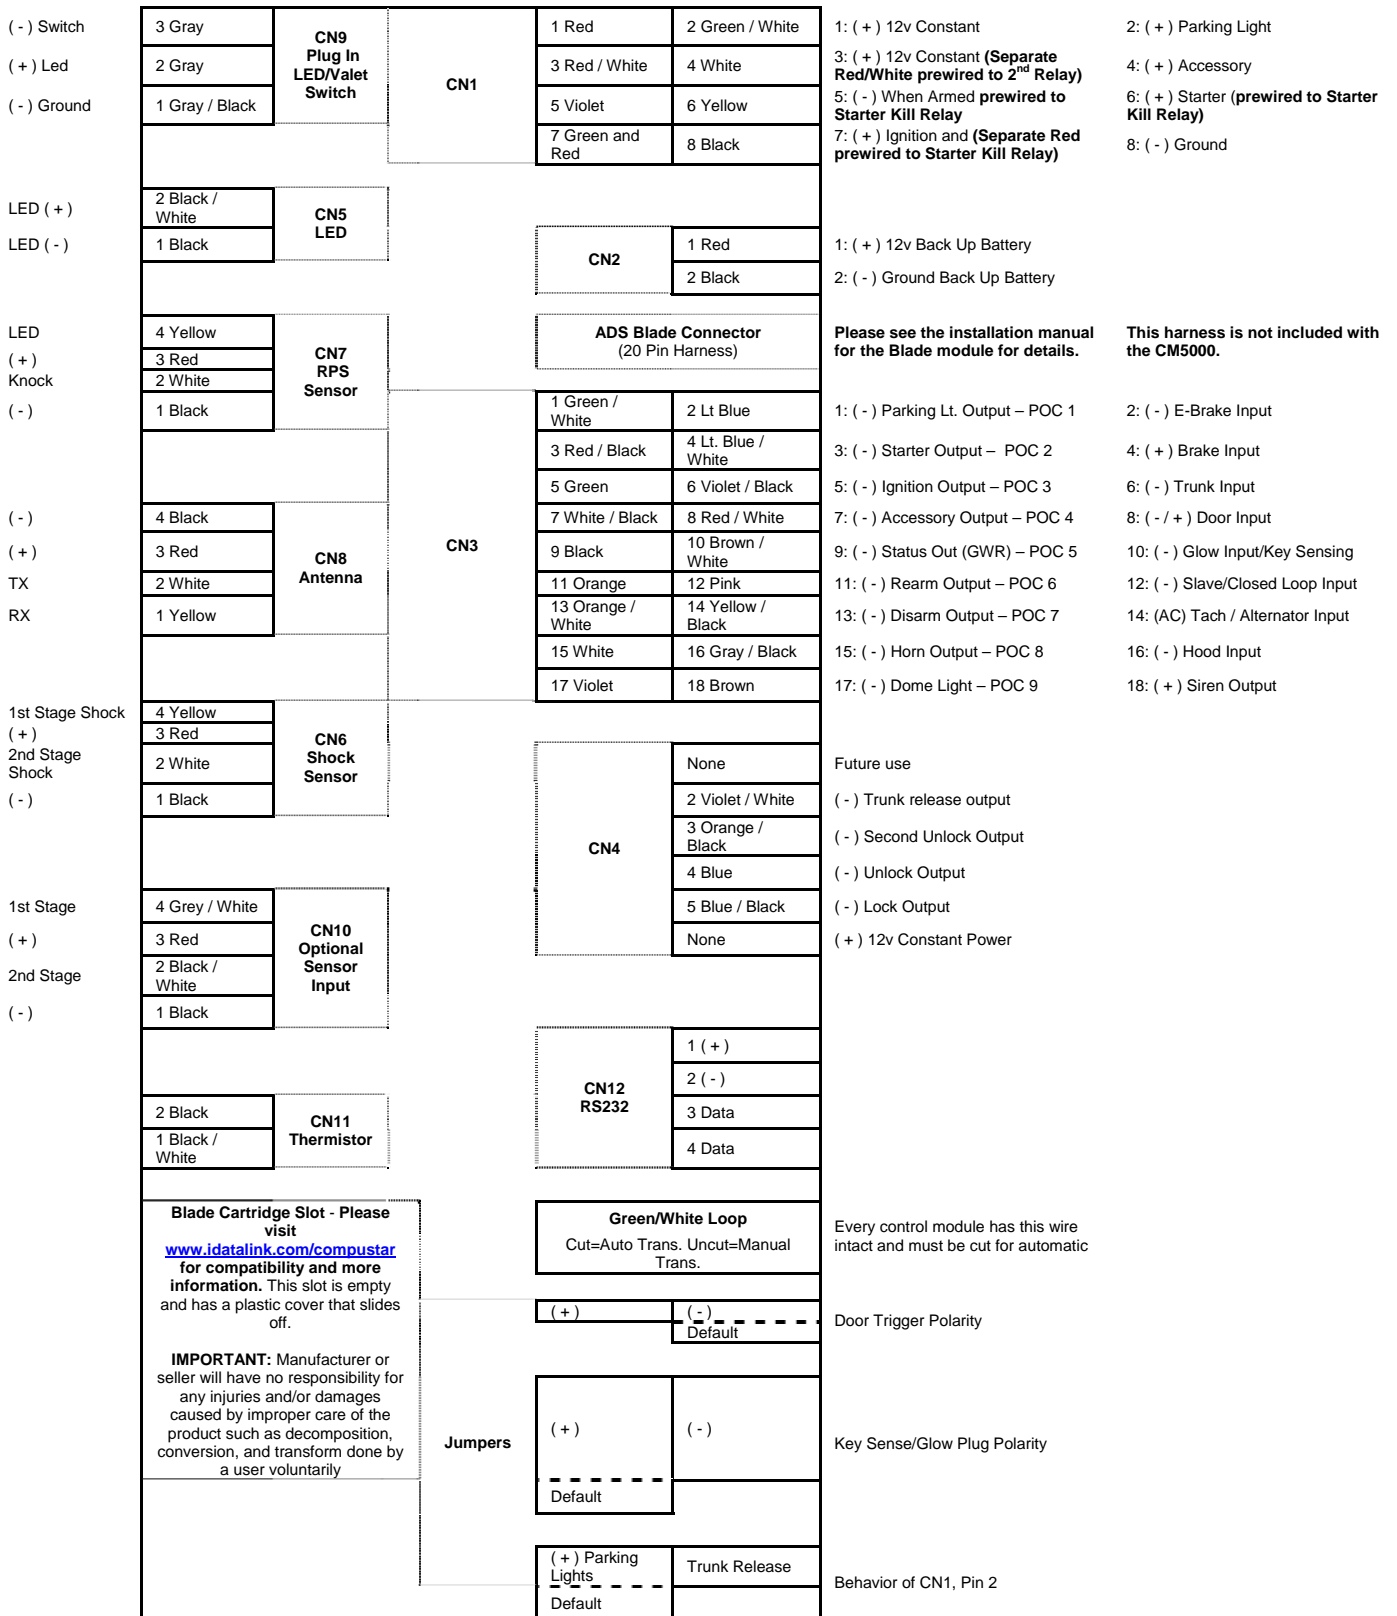 ( - ) Switch
3 Gray
CN9
Plug In
LED/Valet
Switch
( + ) Led
2 Gray
( - ) Ground
1 Gray / Black
CN1
1 Red
2 Green / White
1: ( + ) 12v Constant
2: ( + ) Parking Light
3 Red / White
4 White
3: ( + ) 12v Constant (Separate
Red/White prewired to 2nd Relay)
4: ( + ) Accessory
5 Violet
6 Yellow
5: ( - ) When Armed prewired to
Starter Kill Relay
6: ( + ) Starter (prewired to Starter
Kill Relay)
7 Green and
Red
8 Black
7: ( + ) Ignition and (Separate Red
prewired to Starter Kill Relay)
8: ( - ) Ground
LED ( + )
2 Black /
White
CN5
LED
LED ( - )
1 Black
CN2
1 Red
1: ( + ) 12v Back Up Battery
2 Black
2: ( - ) Ground Back Up Battery
LED
4 Yellow
CN7
RPS
Sensor
( + )
3 Red
Knock
2 White
( - )
1 Black
ADS Blade Connector
(20 Pin Harness)
Please see the installation manual
for the Blade module for details.
This harness is not included with
the CM5000.
CN3
1 Green /
White
2 Lt Blue
1: ( - ) Parking Lt. Output – POC 1
2: ( - ) E-Brake Input
3 Red / Black
4 Lt. Blue /
White
3: ( - ) Starter Output – POC 2
4: ( + ) Brake Input
5 Green
6 Violet / Black
5: ( - ) Ignition Output – POC 3
6: ( - ) Trunk Input
7 White / Black
8 Red / White
7: ( - ) Accessory Output – POC 4
8: ( - / + ) Door Input
9 Black
10 Brown /
White
9: ( - ) Status Out (GWR) – POC 5
10: ( - ) Glow Input/Key Sensing
11 Orange
12 Pink
11: ( - ) Rearm Output – POC 6
12: ( - ) Slave/Closed Loop Input
13 Orange /
White
14 Yellow /
Black
13: ( - ) Disarm Output – POC 7
14: (AC) Tach / Alternator Input
15 White
16 Gray / Black
15: ( - ) Horn Output – POC 8
16: ( - ) Hood Input
17 Violet
18 Brown
17: ( - ) Dome Light – POC 9
18: ( + ) Siren Output
( - )
4 Black
CN8
Antenna
( + )
3 Red
TX
2 White
RX
1 Yellow
1st Stage Shock
4 Yellow
CN6
Shock
Sensor
( + )
3 Red
2nd Stage
Shock
2 White
( - )
1 Black
CN4
None
Future use
2 Violet / White
( - ) Trunk release output
3 Orange /
Black
( - ) Second Unlock Output
4 Blue
( - ) Unlock Output
5 Blue / Black
( - ) Lock Output
None
( + ) 12v Constant Power
1st Stage
4 Grey / White
CN10
Optional
Sensor
Input
( + )
3 Red
2nd Stage
2 Black /
White
( - )
1 Black
CN12
RS232
1 ( + )
2 ( - )
3 Data
4 Data
2 Black
CN11
Thermistor
1 Black /
White
Blade Cartridge Slot - Please
visit
www.idatalink.com/compustar
for compatibility and more
information. This slot is empty
and has a plastic cover that slides
off.
IMPORTANT: Manufacturer or
seller will have no responsibility for
any injuries and/or damages
caused by improper care of the
product such as decomposition,
conversion, and transform done by
a user voluntarily
Green/White Loop
Cut=Auto Trans. Uncut=Manual
Trans.
Every control module has this wire
intact and must be cut for automatic
Jumpers
( + )
( - )
Default
Door Trigger Polarity
( + )
( - )
Default
Key Sense/Glow Plug Polarity
( + ) Parking
Lights
Trunk Release
Default
Behavior of CN1, Pin 2